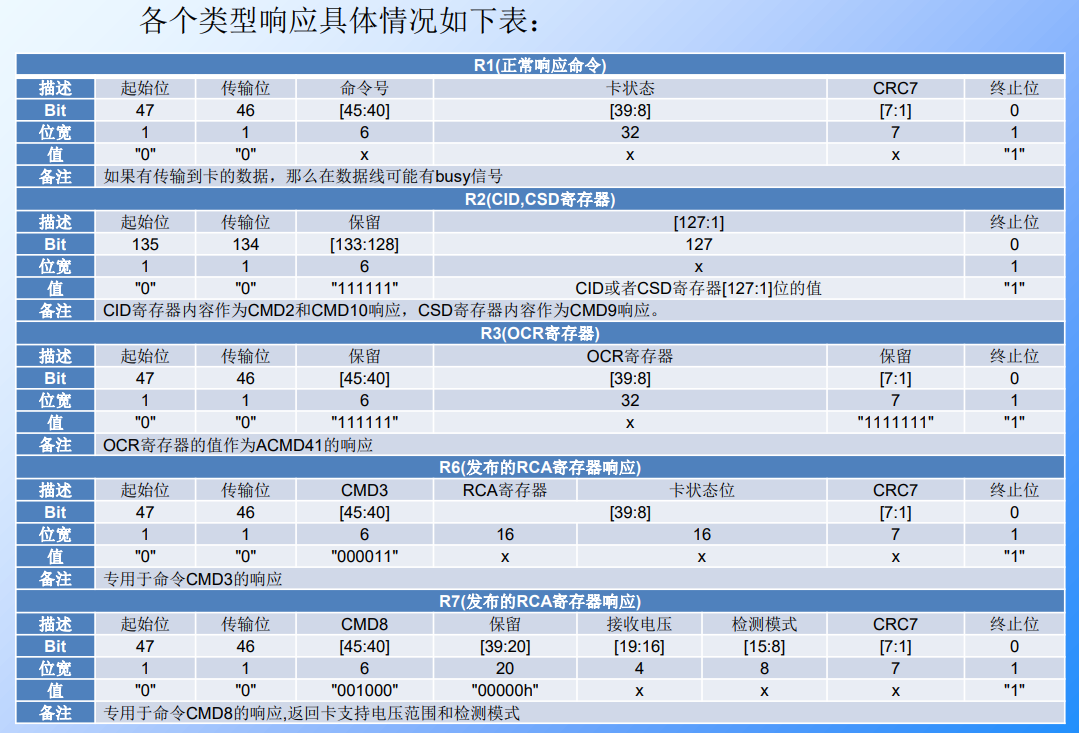 各个类型响应具体情况如下表：
R1(正常响应命令)
描述 起始位 传输位 命令号 卡状态 CRC7 终止位
Bit 47 46 [45:40] [39:8] [7:1] 0
位宽 1 1 6 32 7 1
值 "0" "0" x x x "1"
备注 如果有传输到卡的数据，那么在数据线可能有busy信号
R2(CID,CSD寄存器)
描述 起始位 传输位 保留 [127:1] 终止位
Bit 135 134 [133:128] 127 0
位宽 1 1 6 x 1
值 "0" "0" "111111" CID或者CSD寄存器[127:1]位的值 "1"
备注 CID寄存器内容作为CMD2和CMD10响应，CSD寄存器内容作为CMD9响应。
R3(OCR寄存器)
描述 起始位 传输位 保留 OCR寄存器 保留 终止位
Bit 47 46 [45:40] [39:8] [7:1] 0
位宽 1 1 6 32 7 1
值 "0" "0" "111111" x "1111111" "1"
备注 OCR寄存器的值作为ACMD41的响应
R6(发布的RCA寄存器响应)
描述 起始位 传输位 CMD3 RCA寄存器 卡状态位 CRC7 终止位
Bit 47 46 [45:40] [39:8] [7:1] 0
位宽 1 1 6 16 16 7 1
值 "0" "0" "000011" x x x "1"
备注 专用于命令CMD3的响应
R7(发布的RCA寄存器响应)
描述 起始位 传输位 CMD8 保留 接收电压 检测模式 CRC7 终止位
Bit 47 46 [45:40] [39:20] [19:16] [15:8] [7:1] 0
位宽 1 1 6 20 4 8 7 1
值 "0" "0" "001000" "00000h" x x x "1"
备注 专用于命令CMD8的响应,返回卡支持电压范围和检测模式